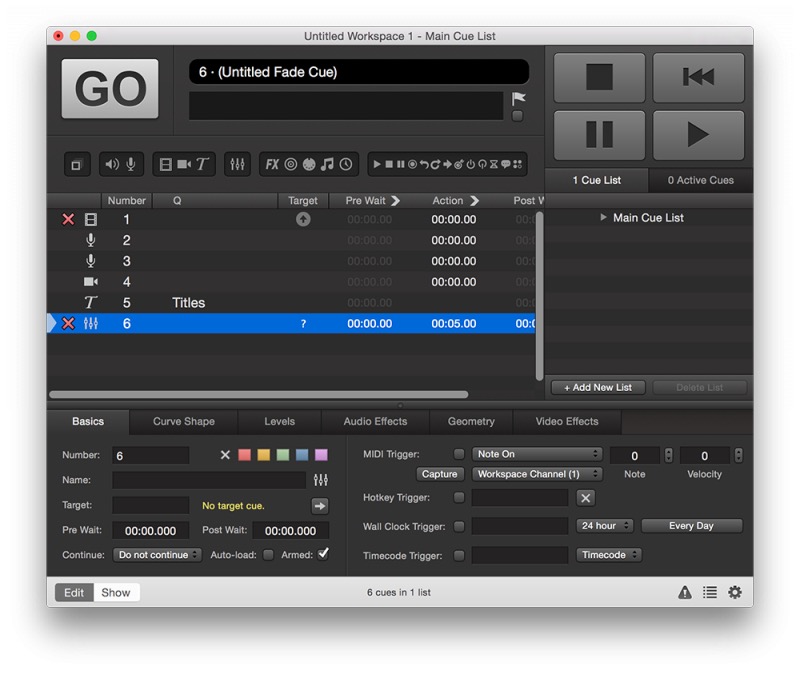 Untitled Workspace 1 - Main Cue List
GO
6 · (Untitled Fade Cue)
T
FX
1 Cue List
0 Active Cues
Number Q Target Pre Wait Action Post W
1 00:00.00 00:00.00 00:0
2 00:00.00 00:00.00 00:0
3 00:00.00 00:00.00 00:0
4 00:00.00 00:00.00 00:0
T 5 Titles 00:00.00 00:0
6 ? 00:00.00 00:05.00 00:0
Main Cue List
+ Add New List
Delete List
Basics Curve Shape Levels Audio Effects Geometry Video Effects
Number: 6
Name:
Target: No target cue.
Pre Wait: 00:00.000 Post Wait: 00:00.000
Continue: Do not continue Auto-load: Armed:
MIDI Trigger: Note On 0 0
Capture Workspace Channel (1) Note Velocity
Hotkey Trigger:
Wall Clock Trigger: 24 hour Every Day
Timecode Trigger: Timecode
Edit Show
6 cues in 1 list